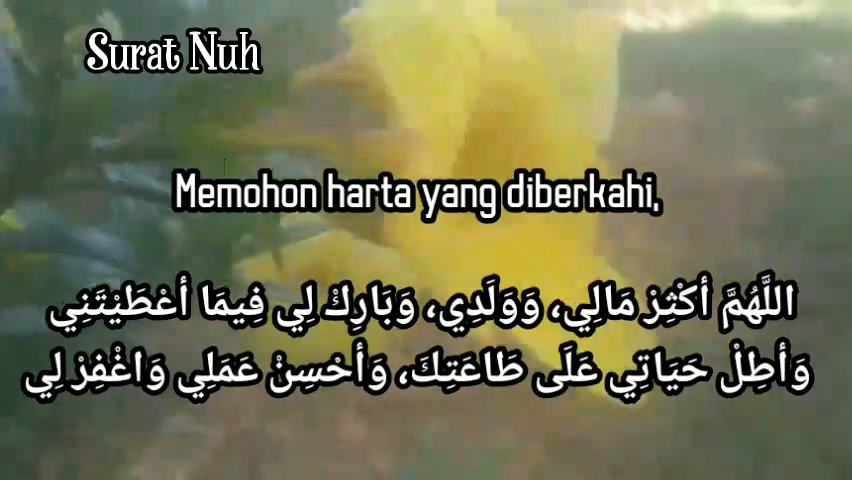 Surat Nuh
Memohon harta yang diberkahi,
اللَّهُمَّ أَكْثِرْ مَالِي، وَوَلَدِي، وَبَارِكْ لِي فِيمَا أَعْطَيْتَنِي
وَأَطِلْ حَيَاتِي عَلَى طَاعَتِكَ، وَأَحْسِنْ عَمَلِي وَاغْفِرْ لِي